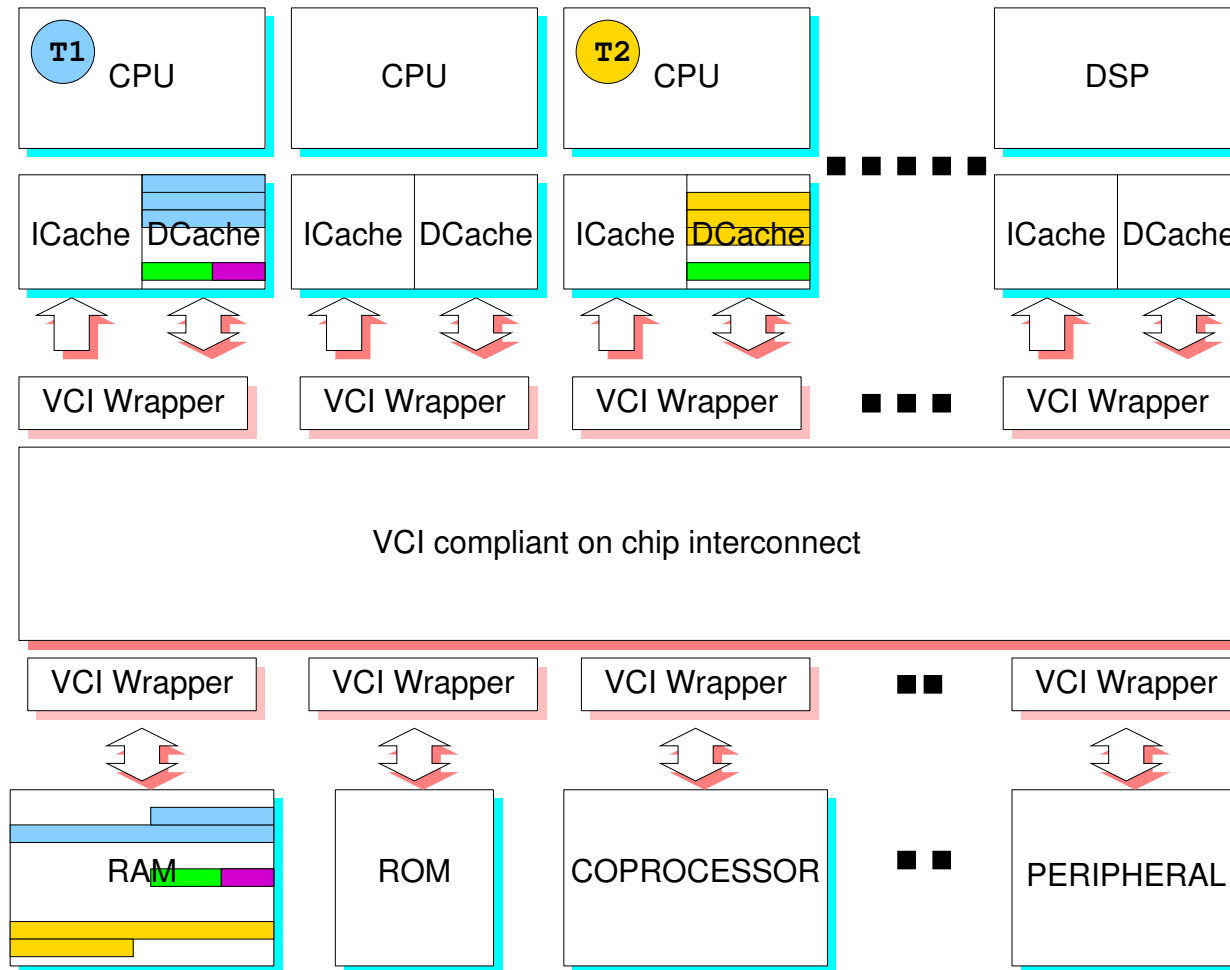 T1 CPU
CPU
T2 CPU
DSP
ICache DCache
ICache DCache
ICache DCache
ICache DCache
VCI Wrapper
VCI Wrapper
VCI Wrapper
VCI Wrapper
VCI compliant on chip interconnect
VCI Wrapper
VCI Wrapper
VCI Wrapper
VCI Wrapper
RAM
ROM
COPROCESSOR
PERIPHERAL